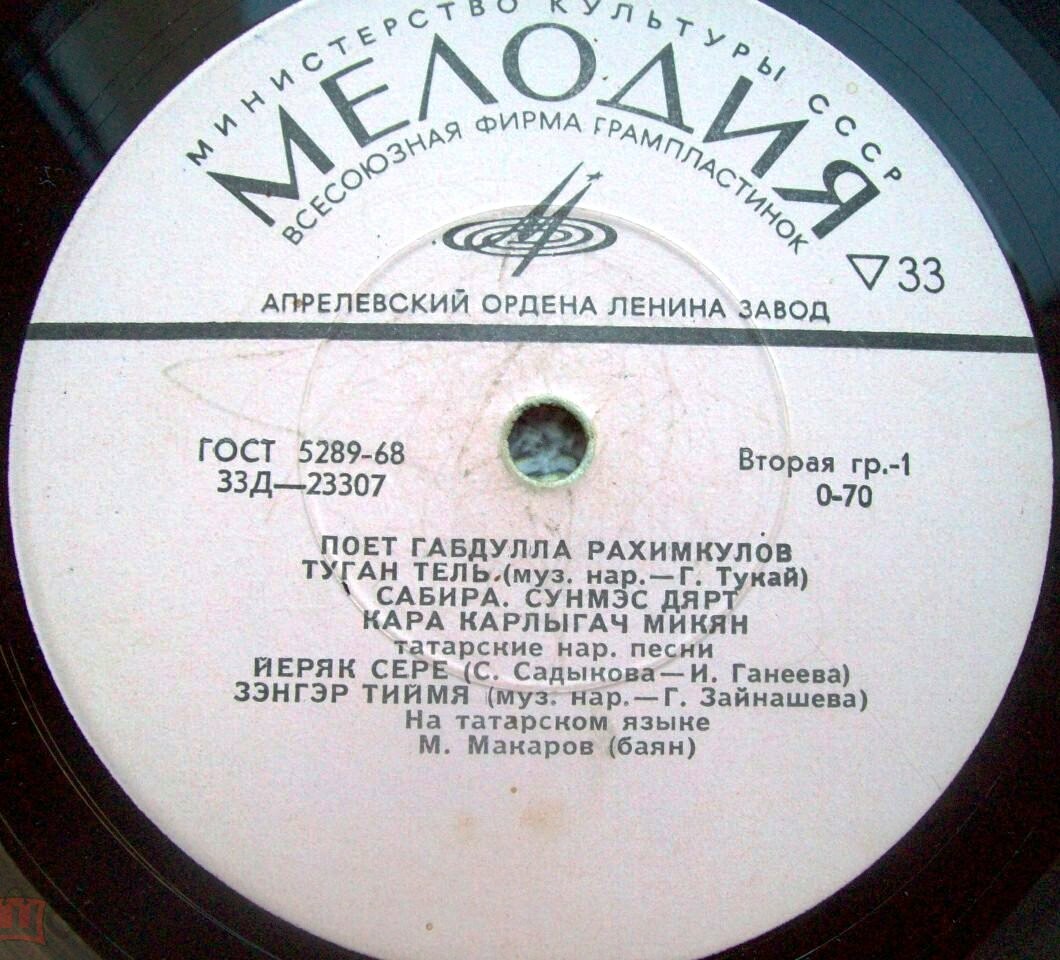 МИНИСТЕРСТВО КУЛЬТУРЫ СССР
МЕЛОДИЯ
ВСЕСОЮЗНАЯ ФИРМА ГРАМПЛАСТИНОК
33
АПРЕЛЕВСКИЙ ОРДЕНА ЛЕНИНА ЗАВОД
ГОСТ 5289-68
33Д—23307
Вторая гр.-1
0-70
ПОЕТ ГАБДУЛЛА РАХИМКУЛОВ
ТУГАН ТЕЛЬ (муз. нар.—Г. Тукай)
САБИРА. СУНМЭС ДЯРТ
КАРА КАРЛЫГАЧ МИКЯН
татарские нар. песни
ЙЕРЯК СЕРЕ (С. Садыкова—И. Ганеева)
ЗЭНГЭР ТИЙМЯ (муз. нар.—Г. Зайнашева)
На татарском языке
М. Макаров (баян)